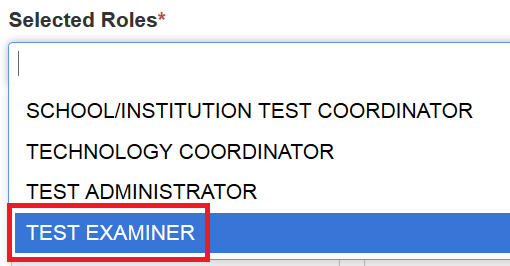 Selected Roles*
SCHOOL/INSTITUTION TEST COORDINATOR
TECHNOLOGY COORDINATOR
TEST ADMINISTRATOR
TEST EXAMINER